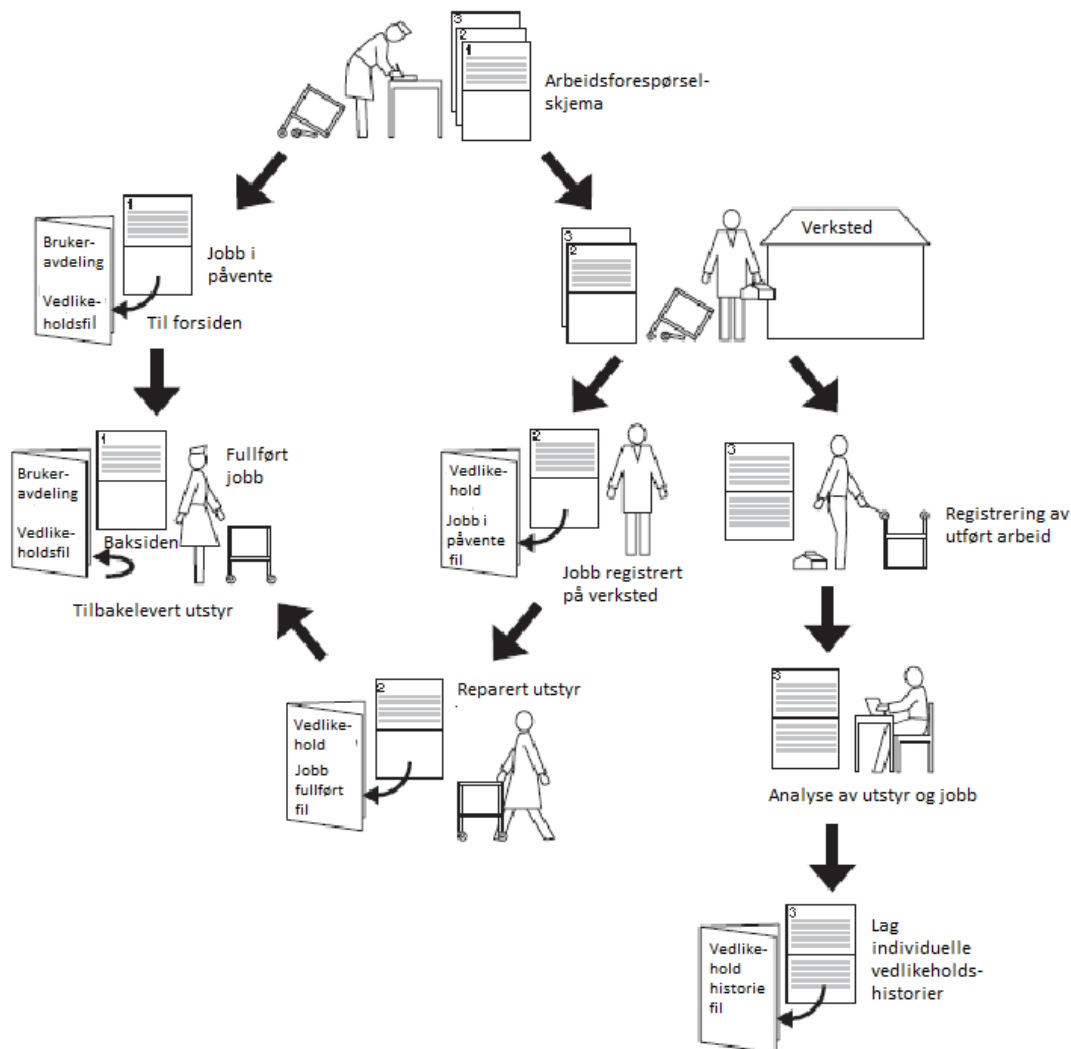 3
2
1
Arbeidsforespørsel-
skjema
1
Bruker-
avdeling
Vedlike-
holdsfil
Jobb i
påvente
Til forsiden
3
2
Verksted
1
Bruker-
avdeling
Vedlike-
holdsfil
Baksiden
Fullført
jobb
Tilbakelevert utstyr
2
Vedlike-
hold
Jobb i
påvente
fil
Jobb registrert
på verksted
3
Registrering av
utført arbeid
2
Vedlike-
hold
Jobb
fullført
fil
Reparert utstyr
3
Analyse av utstyr og jobb
3
Vedlike-
hold
historie
fil
Lag
individuelle
vedlikeholds-
historier